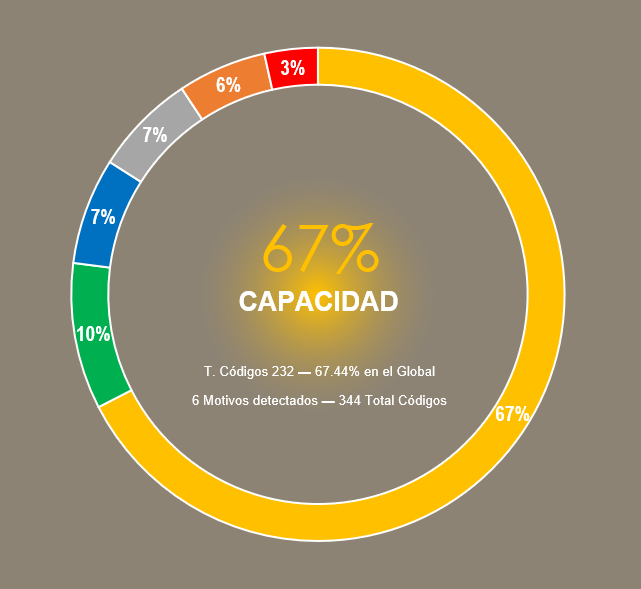 3%
6%
7%
7%
10%
67%
CAPACIDAD
T. Códigos 232 — 67.44% en el Global
6 Motivos detectados — 344 Total Códigos
67%